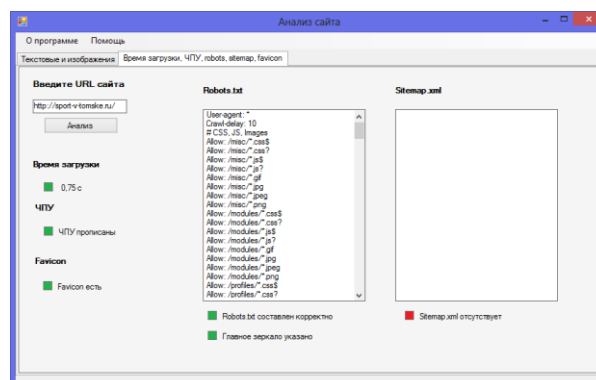 Анализ сайта
О программе Помощь
Текстовые и изображения Время загрузки, ЧПУ, robots, sitemap, favicon
Введите URL сайта
http://sport-v-tomske.ru/
Анализ
Время загрузки
0,75 с
ЧПУ
ЧПУ прописаны
Favicon
Favicon есть
Robots.txt
User-agent: *
Crawl-delay: 10
# CSS, JS, Images
Allow: /misc/*.css$
Allow: /misc/*.css?
Allow: /misc/*.js$
Allow: /misc/*.js?
Allow: /misc/*.gif
Allow: /misc/*.jpg
Allow: /misc/*.jpeg
Allow: /misc/*.png
Allow: /modules/*.css$
Allow: /modules/*.css?
Allow: /modules/*.js$
Allow: /modules/*.js?
Allow: /modules/*.gif
Allow: /modules/*.jpg
Allow: /modules/*.jpeg
Allow: /modules/*.png
Allow: /profiles/*.css$
Allow: /profiles/*.css?
Robots.txt составлен корректно
Главное зеркало указано
Sitemap.xml
Sitemap.xml отсутствует